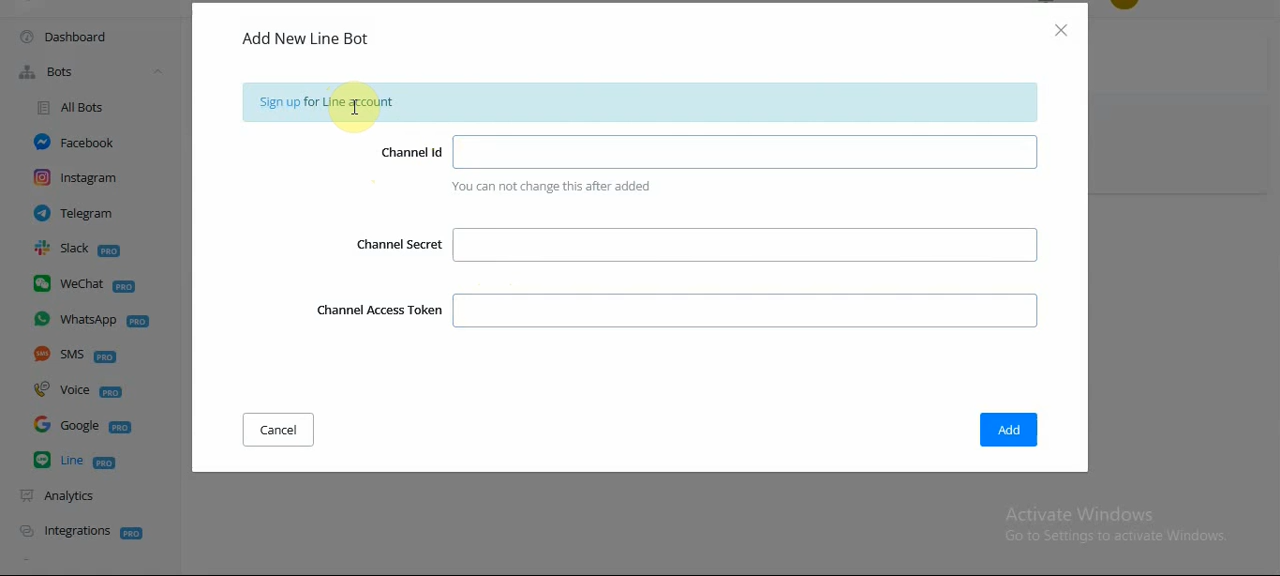 Dashboard
Bots
All Bots
Facebook
Instagram
Telegram
Slack PRO
WeChat PRO
WhatsApp PRO
SMS SMS PRO
Voice PRO
Google PRO
Line PRO
Analytics
Integrations PRO
Add New Line Bot
Sign up for Line account
Channel Id
You can not change this after added
Channel Secret
Channel Access Token
Cancel
Add
Activate Windows
Go to Settings to activate Windows.